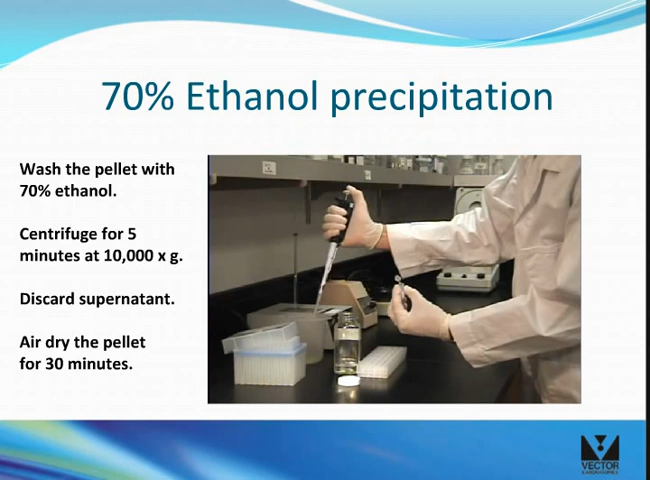 70% Ethanol precipitation
Wash the pellet with
70% ethanol.
Centrifuge for 5
minutes at 10,000 x g.
Discard supernatant.
Air dry the pellet
for 30 minutes.
VECTOR
LABORATORIES